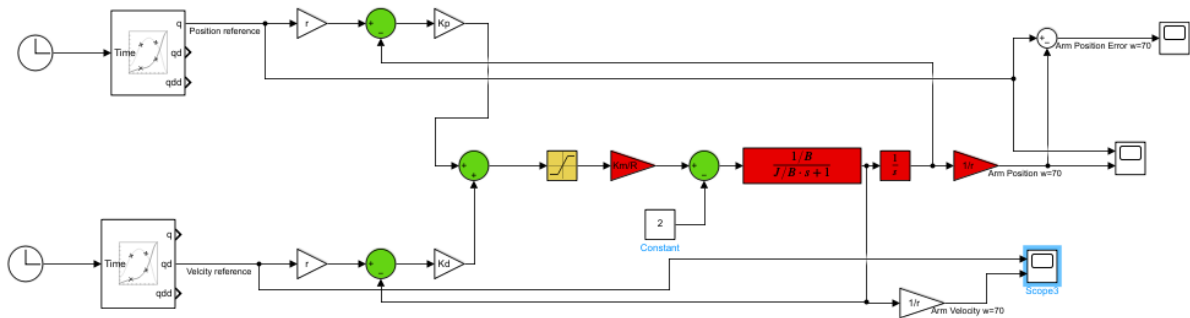 Time
q
qd
qdd
Position reference
r
+
−
Kp
+
−
Arm Position Error w=70
+
+
Km/R
+
−
1/B
J/B · s + 1
1
s
1/r
Arm Position w=70
2
Constant
Time
q
qd
qdd
Velcity reference
r
+
−
Kd
1/r
Arm Velocity w=70
Scope3